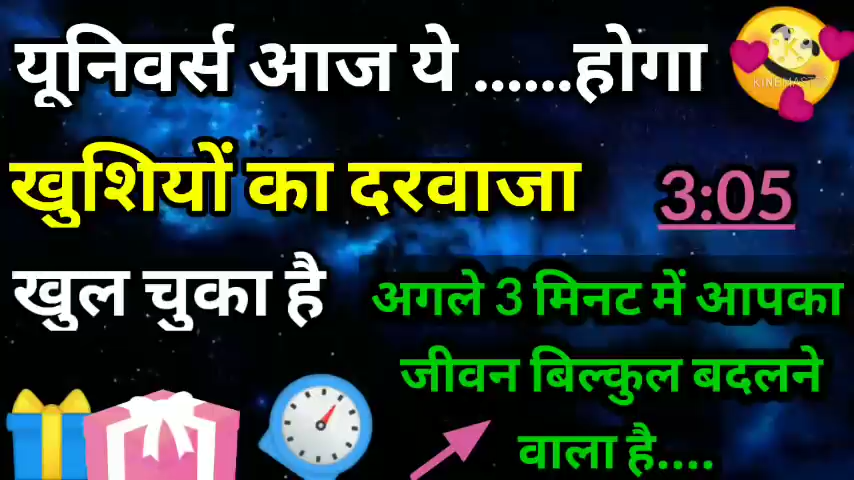 यूनिवर्स आज ये ......होगा
खुशियों का दरवाजा
3:05
खुल चुका है
अगले 3 मिनट में आपका
जीवन बिल्कुल बदलने
वाला है....